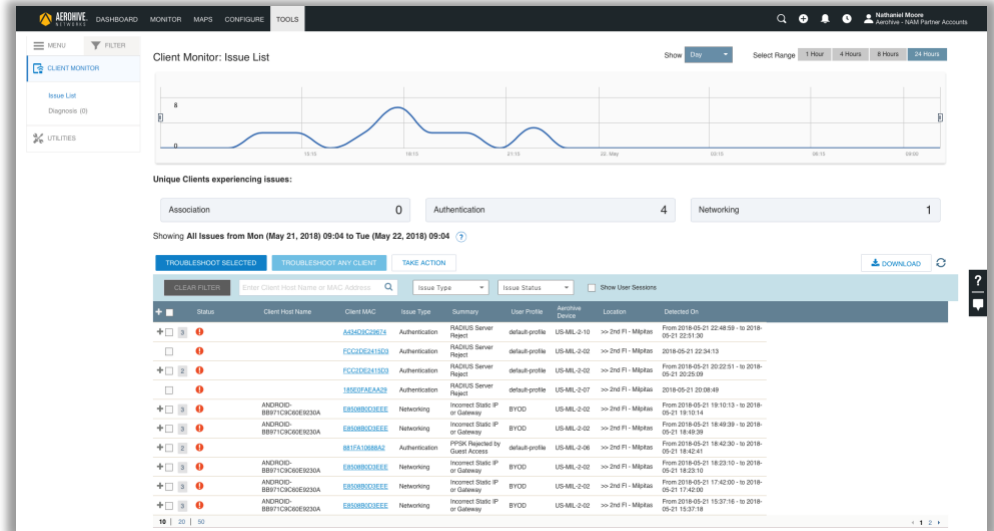 AEROHIVE NETWORKS DASHBOARD MONITOR MAPS CONFIGURE TOOLS
Nathaniel Moore
Aerohive - NAM Partner Accounts
MENU FILTER
CLIENT MONITOR
Issue List
Diagnosis (0)
UTILITIES
Client Monitor: Issue List
Show Day Select Range 1 Hour 4 Hours 8 Hours 24 Hours
8
0
18:15 21:15 22. May 03:15 06:15 09:00
Unique Clients experiencing issues:
Association 0 Authentication 4 Networking 1
Showing All Issues from Mon (May 21, 2018) 09:04 to Tue (May 22, 2018) 09:04 ?
TROUBLESHOOT SELECTED TROUBLESHOOT ANY CLIENT TAKE ACTION DOWNLOAD
?
CLEAR FILTER Enter Client Host Name or MAC Address Issue Type Issue Status Show User Sessions
Status Client Host Name Client MAC Issue Type Summary User Profile Aerohive Device Location Detected On
3 A434D9C29674 Authentication RADIUS Server Reject default-profile US-MIL-2-10 >> 2nd Fl - Milpitas From 2018-05-21 22:48:59 - to 2018-05-21 22:51:30
FCC2DE2415D3 Authentication RADIUS Server Reject default-profile US-MIL-2-02 >> 2nd Fl - Milpitas 2018-05-21 22:34:13
2 FCC2DE2415D3 Authentication RADIUS Server Reject default-profile US-MIL-2-02 >> 2nd Fl - Milpitas From 2018-05-21 20:22:51 - to 2018-05-21 20:25:09
185E0FAEAA29 Authentication RADIUS Server Reject default-profile US-MIL-2-07 >> 2nd Fl - Milpitas 2018-05-21 20:08:49
3 ANDROID-BB971C9C60E9230A E8508B0D3EEE Networking Incorrect Static IP or Gateway BYOD US-MIL-2-02 >> 2nd Fl - Milpitas From 2018-05-21 19:10:13 - to 2018-05-21 19:10:14
3 ANDROID-BB971C9C60E9230A E8508B0D3EEE Networking Incorrect Static IP or Gateway BYOD US-MIL-2-02 >> 2nd Fl - Milpitas From 2018-05-21 18:49:39 - to 2018-05-21 18:49:39
2 881FA10688A2 Authentication PPSK Rejected by Guest Access default-profile US-MIL-2-06 >> 2nd Fl - Milpitas From 2018-05-21 18:42:30 - to 2018-05-21 18:42:41
3 ANDROID-BB971C9C60E9230A E8508B0D3EEE Networking Incorrect Static IP or Gateway BYOD US-MIL-2-02 >> 2nd Fl - Milpitas From 2018-05-21 18:23:10 - to 2018-05-21 18:23:10
3 ANDROID-BB971C9C60E9230A E8508B0D3EEE Networking Incorrect Static IP or Gateway BYOD US-MIL-2-02 >> 2nd Fl - Milpitas From 2018-05-21 17:42:00 - to 2018-05-21 17:42:00
3 ANDROID-BB971C9C60E9230A E8508B0D3EEE Networking Incorrect Static IP or Gateway BYOD US-MIL-2-02 >> 2nd Fl - Milpitas From 2018-05-21 15:37:16 - to 2018-05-21 15:37:18
10 | 20 | 50 1 2